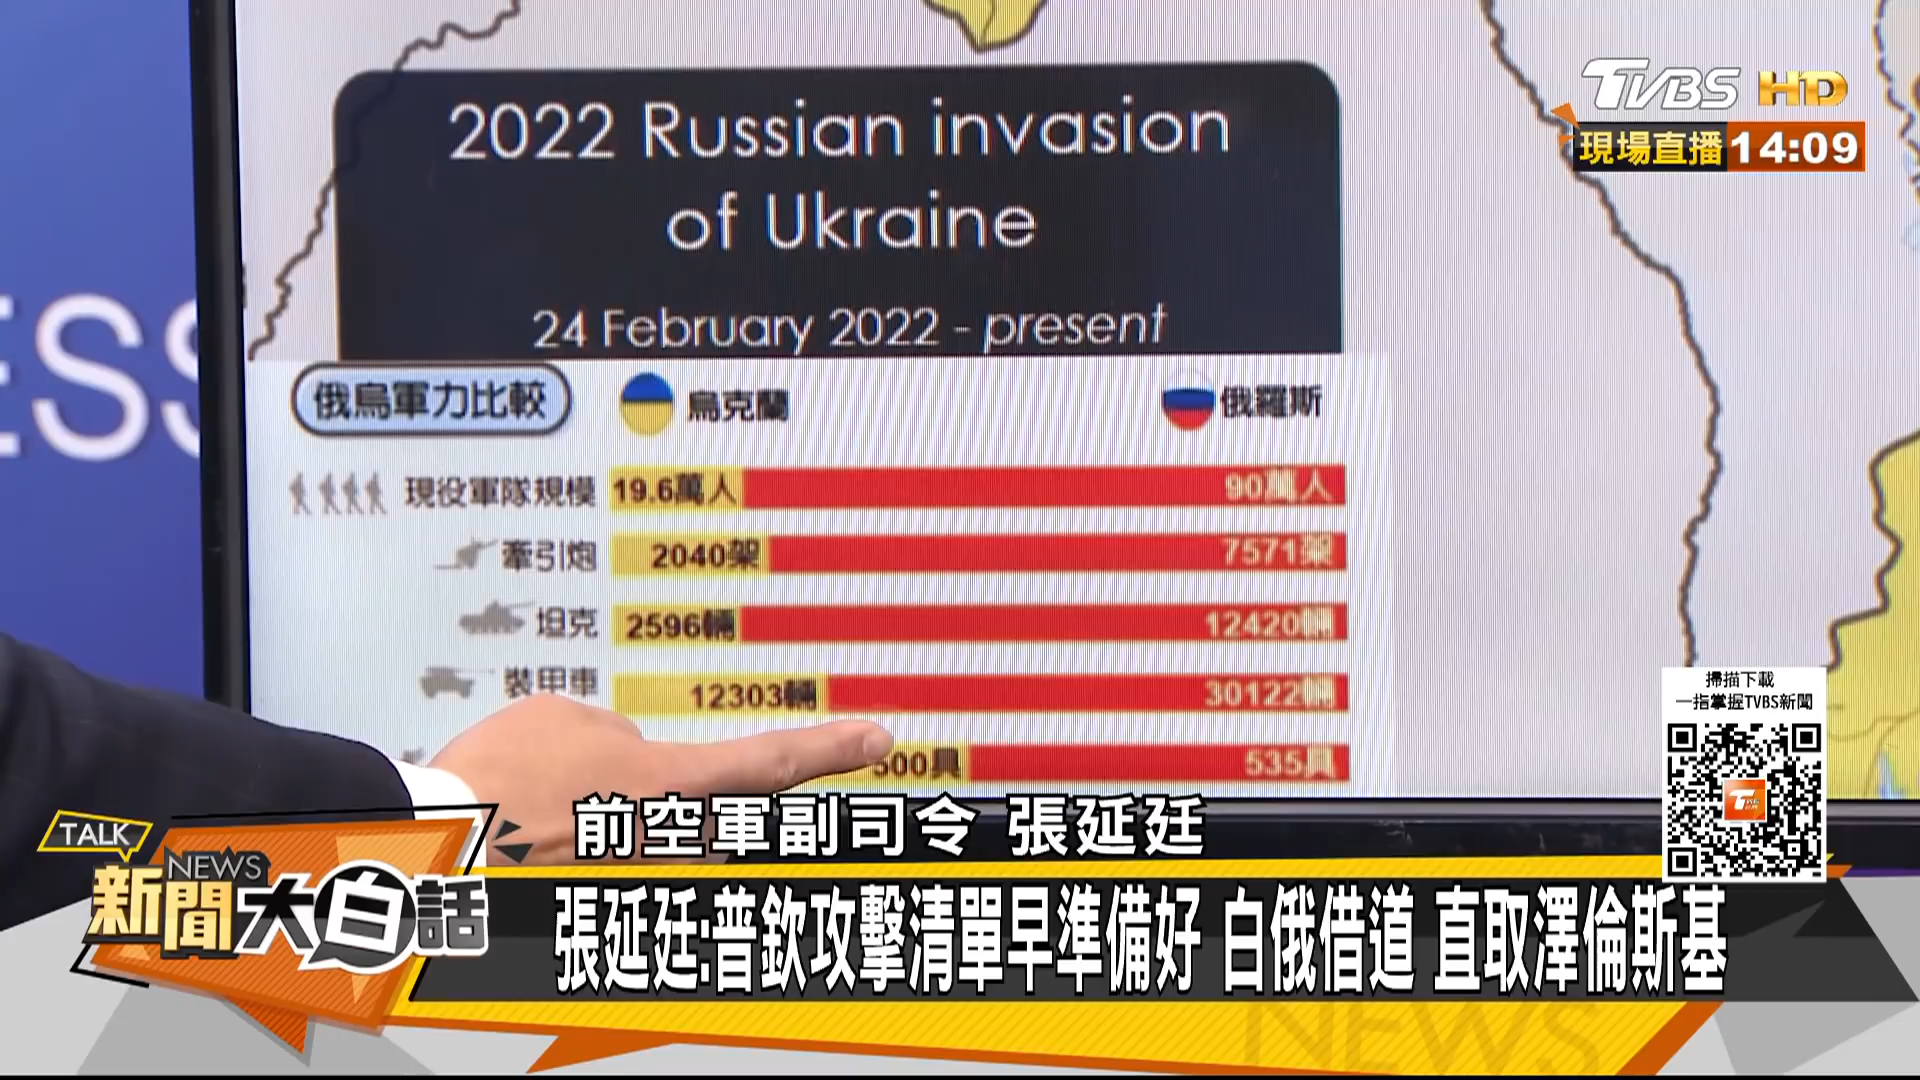 2022 Russian invasion
of Ukraine
24 February 2022 - present
TVBS HD
現場直播 14:09
ESS
俄烏軍力比較
烏克蘭
俄羅斯
現役軍隊規模 19.6萬人 90萬人
牽引炮 2040架 7571架
坦克 2596輛 12420輛
裝甲車 12303輛 30122輛
500具 535具
掃描下載
一指掌握TVBS新聞
前空軍副司令 張延廷
TALK
NEWS
新聞大白話
張延廷:普欽攻擊清單早準備好 白俄借道 直取澤倫斯基
NEWS